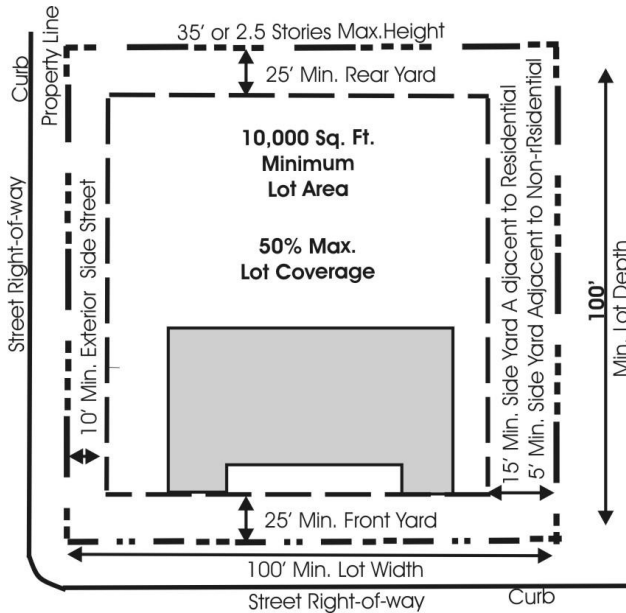 35' or 2.5 Stories Max.Height
Curb
Property Line
25' Min. Rear Yard
10,000 Sq. Ft.
Minimum
Lot Area
50% Max.
Lot Coverage
Street Right-of-way
10' Min. Exterior Side Street
15' Min. Side Yard A djacent to Residential
5' Min. Side Yard Adjacent to Non-rRsidential
100'
Min. Lot Depth
25' Min. Front Yard
100' Min. Lot Width
Street Right-of-way
Curb